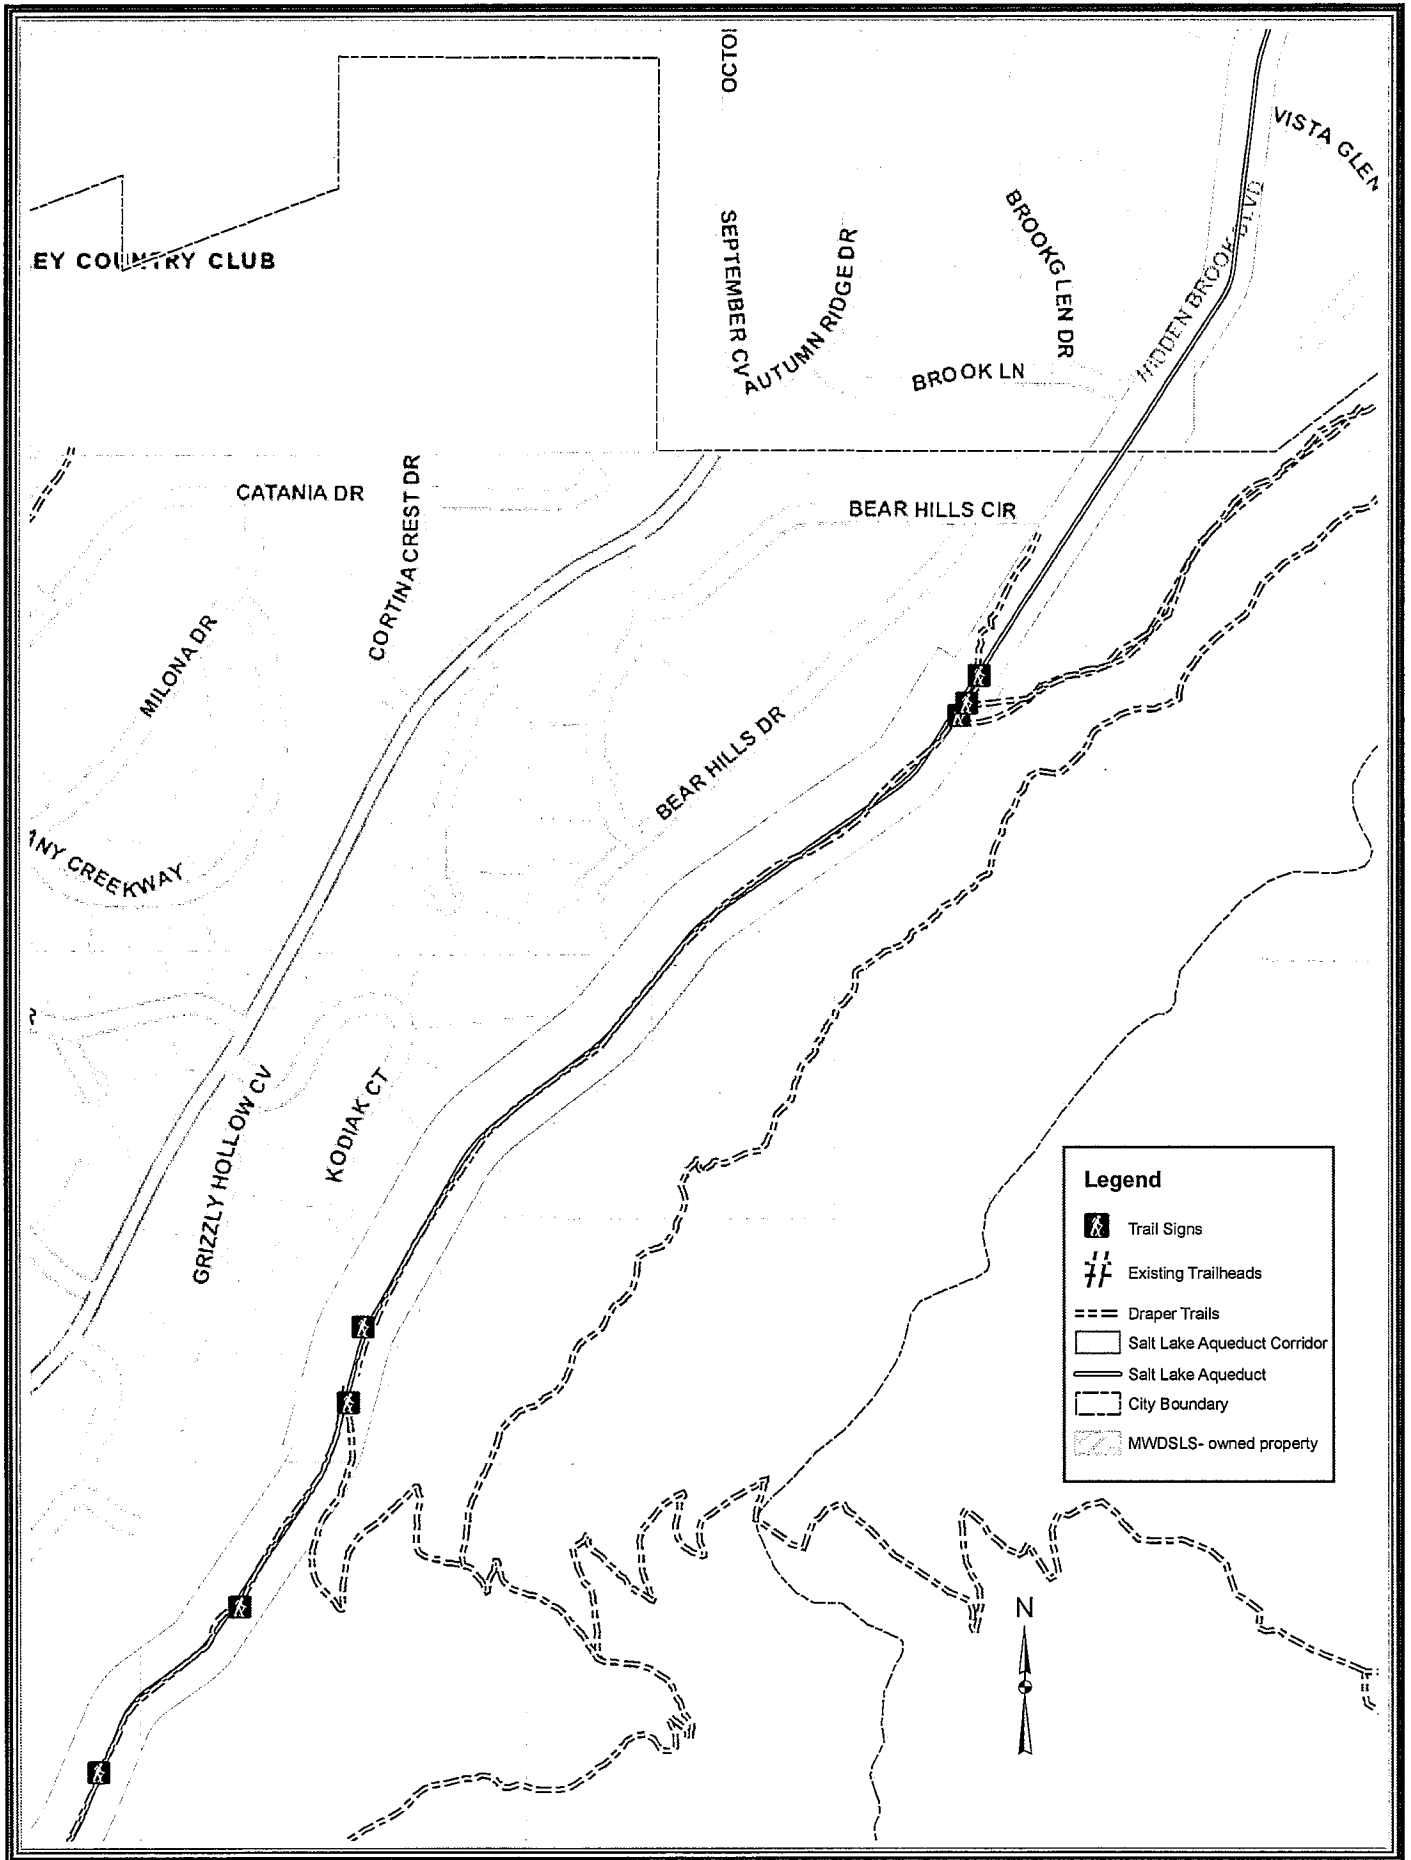 VISTA GLEN
SEPTEMBER CV
AUTUMN RIDGE DR
BROOKGLEN DR
HIDDEN BROOK BLVD
EY COUNTRY CLUB
BROOK LN
CATANIA DR
CORTINA CREST DR
BEAR HILLS CIR
MILONA DR
BEAR HILLS DR
NY CREEK WAY
GRIZZLY HOLLOW CV
KODIAK CT
Legend
Trail Signs
Existing Trailheads
Draper Trails
Salt Lake Aqueduct Corridor
Salt Lake Aqueduct
City Boundary
MWDSLS- owned property
N